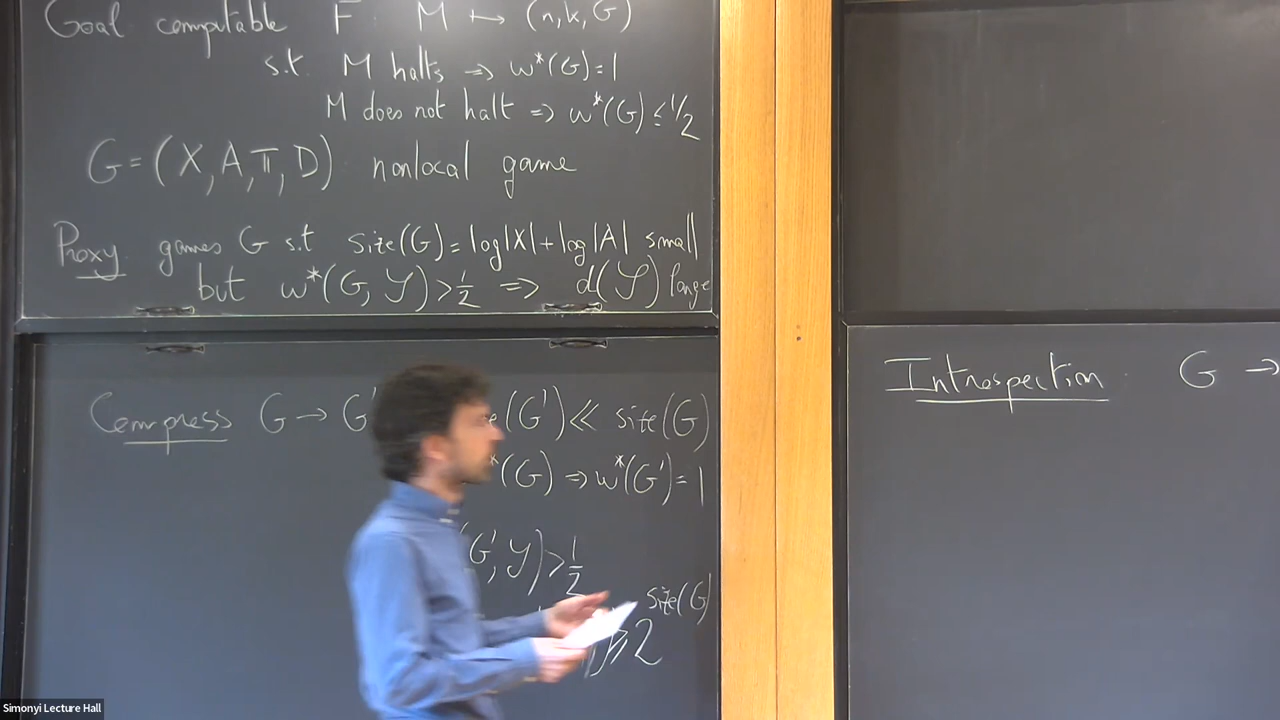 Goal computable F: M ↦ (n,k,G)
s.t. M halts ⇒ w*(G)=1
M does not halt ⇒ w*(G) ≤ 1/2
G=(X,A,π,D) nonlocal game
Proxy games G s.t size(G)=log|X|+log|A| small
but w*(G,𝒮)>1/2 ⇒ d(𝒮) large
Compress G→G' e(G')≪ size(G)
*(G) ⇒ w*(G')=1
G',𝒮)>1/2
size(G)
)≥2
Introspection G →
Simonyi Lecture Hall